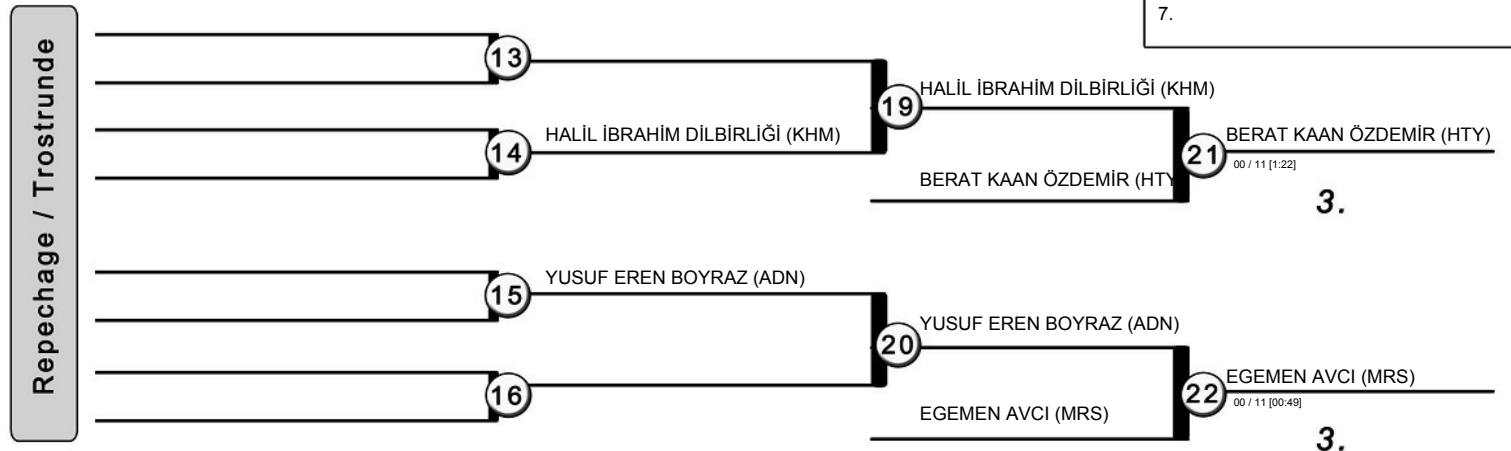 7.
Repechage / Trostrunde
13
19
HALİL İBRAHİM DİLBİRLİĞİ (KHM)
14
HALİL İBRAHİM DİLBİRLİĞİ (KHM)
21
BERAT KAAN ÖZDEMİR (HTY)
00 / 11 [1:22]
BERAT KAAN ÖZDEMİR (HTY
3.
15
YUSUF EREN BOYRAZ (ADN)
20
YUSUF EREN BOYRAZ (ADN)
16
22
EGEMEN AVCI (MRS)
00 / 11 [00:49]
EGEMEN AVCI (MRS)
3.